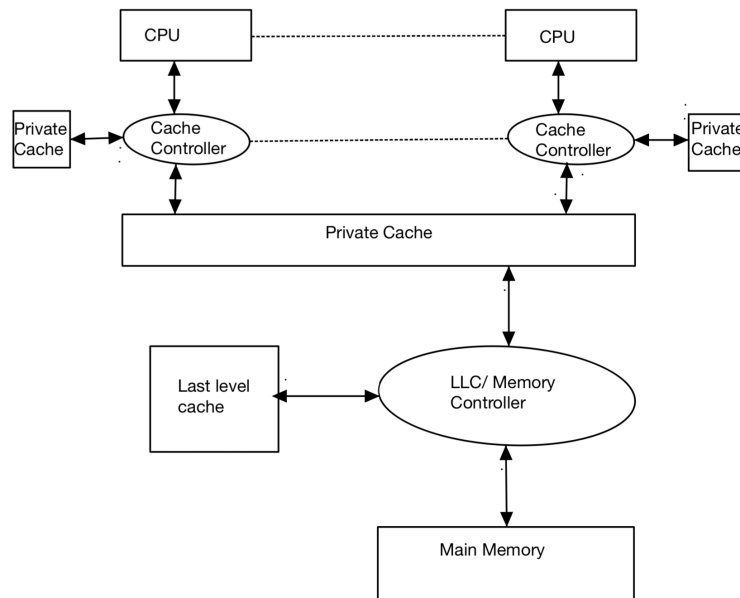 CPU
CPU
Private
Cache
Cache
Controller
Cache
Controller
Private
Cache
Private Cache
Last level
cache
LLC/ Memory
Controller
Main Memory